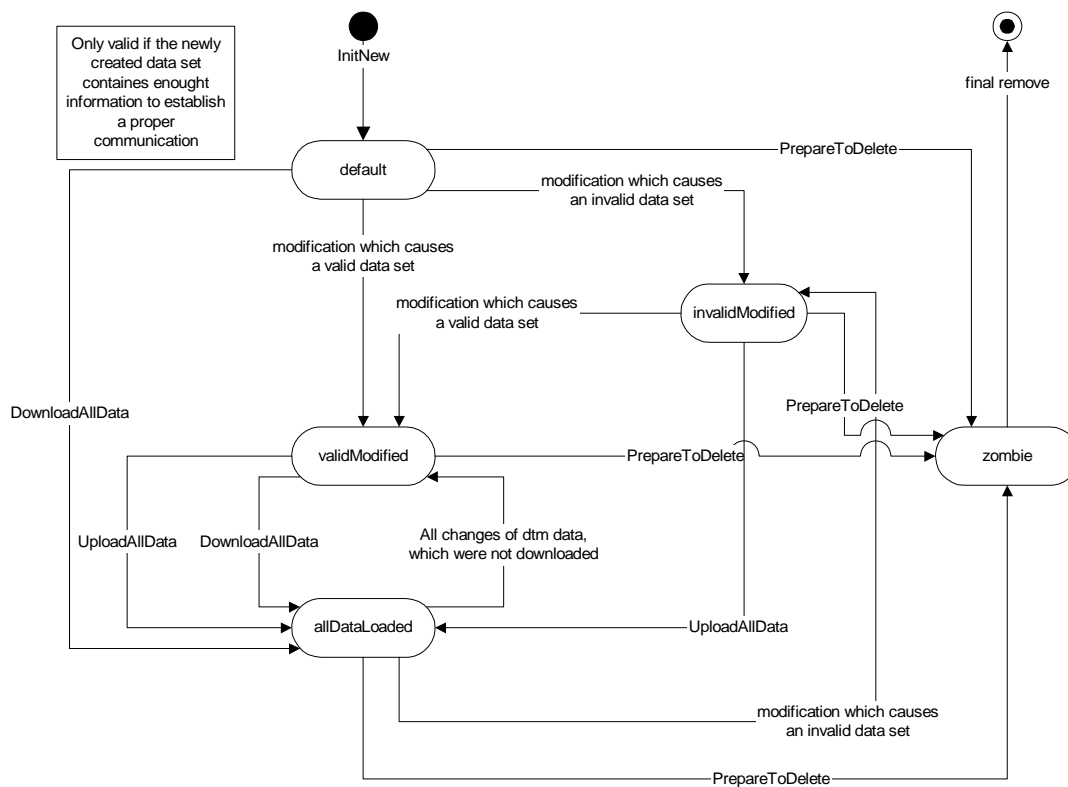 Only valid if the newly
created data set
containes enought
information to establish
a proper
communication
InitNew
final remove
default
PrepareToDelete
modification which causes
an invalid data set
modification which causes
a valid data set
modification which causes
a valid data set
invalidModified
DownloadAllData
PrepareToDelete
validModified
PrepareToDelete
zombie
UploadAllData
DownloadAllData
All changes of dtm data,
which were not downloaded
allDataLoaded
UploadAllData
modification which causes
an invalid data set
PrepareToDelete